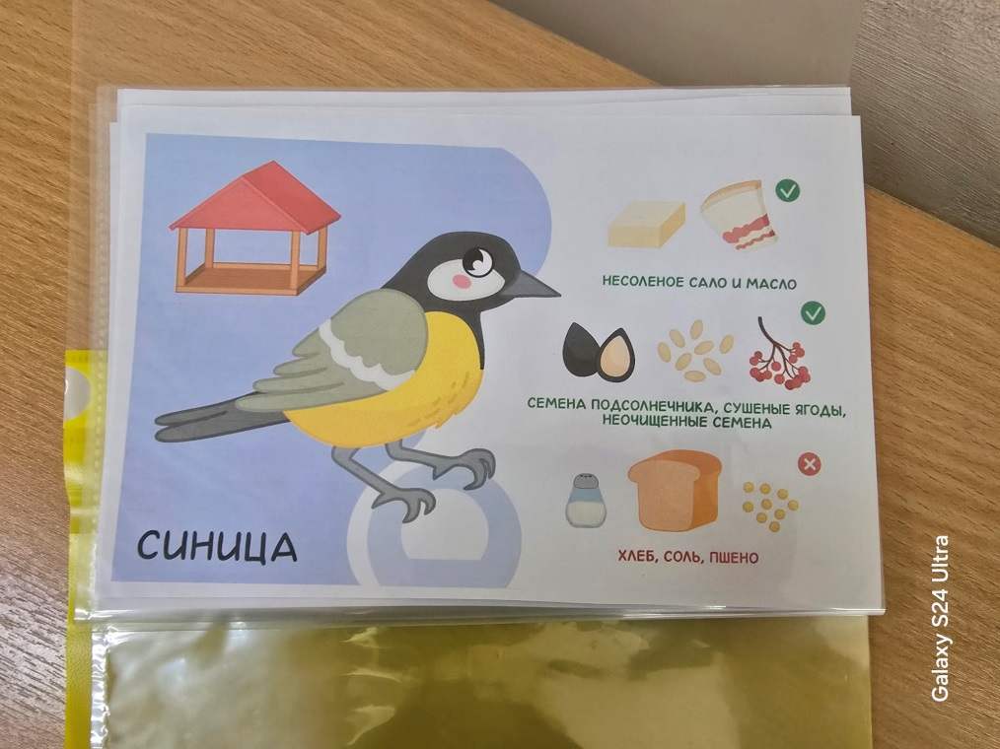 НЕСОЛЕНОЕ САЛО И МАСЛО
СЕМЕНА ПОДСОЛНЕЧНИКА, СУШЕНЫЕ ЯГОДЫ,
НЕОЧИЩЕННЫЕ СЕМЕНА
ХЛЕБ, СОЛЬ, ПШЕНО
СИНИЦА
Galaxy S24 Ultra